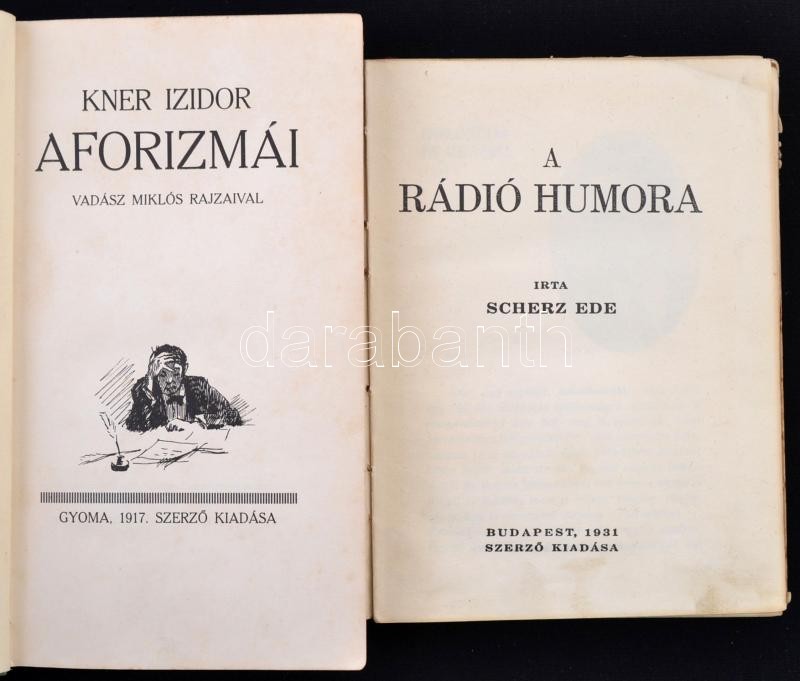 KNER IZIDOR
AFORIZMÁI
VADÁSZ MIKLÓS RAJZAIVAL
GYOMA, 1917. SZERZŐ KIADÁSA
A
RÁDIÓ HUMORA
IRTA
SCHERZ EDE
BUDAPEST, 1931
SZERZŐ KIADÁSA
darabanth